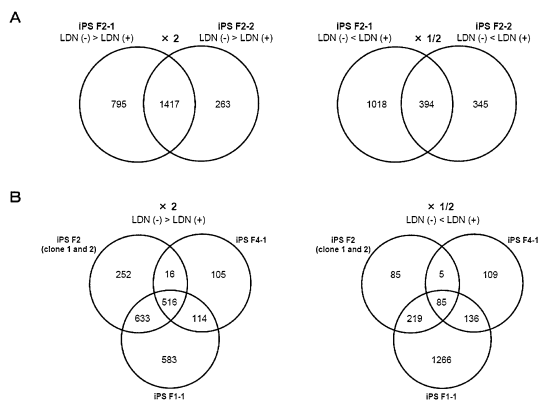 A
iPS F2-1
LDN (-) > LDN (+)
× 2
iPS F2-2
LDN (-) > LDN (+)
795
1417
263
iPS F2-1
LDN (-) < LDN (+)
× 1/2
iPS F2-2
LDN (-) < LDN (+)
1018
394
345
B
× 2
LDN (-) > LDN (+)
iPS F2
(clone 1 and 2)
iPS F4-1
252
16
105
516
633
114
583
iPS F1-1
× 1/2
LDN (-) < LDN (+)
iPS F2
(clone 1 and 2)
iPS F4-1
85
5
109
85
219
136
1266
iPS F1-1